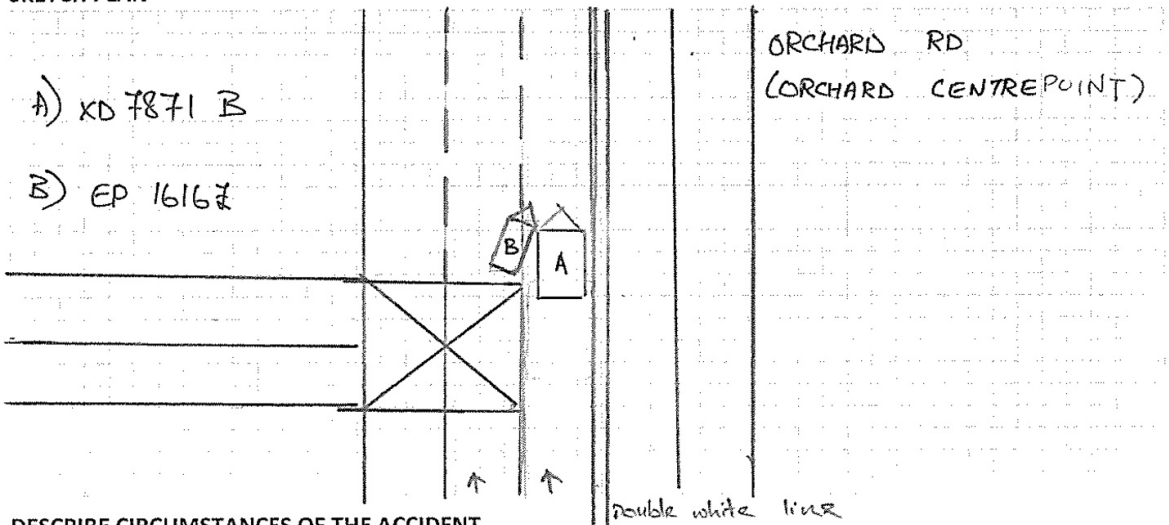 SKETCH PLAN
ORCHARD RD
(ORCHARD CENTREPOINT)
A) XD 7871 B
B) EP 1616Z
B
A
Double white line
DESCRIBE CIRCUMSTANCES OF THE ACCIDENT